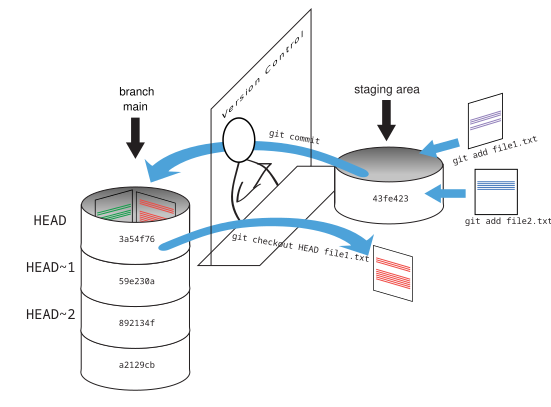 Version Control
branch
main
staging area
git commit
git add file1.txt
43fe423
git add file2.txt
HEAD
3a54f76
git checkout HEAD file1.txt
HEAD~1
59e230a
HEAD~2
892134f
a2129cb